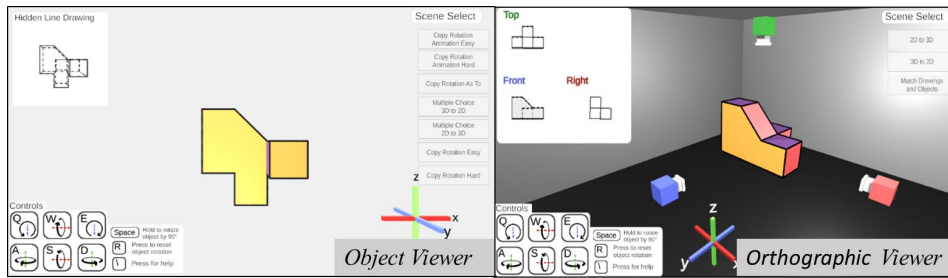 Hidden Line Drawing
Scene Select
Copy Rotation
Animation Easy
Copy Rotation
Animation Hard
Copy Rotation As To
Multiple Choice
3D to 2D
Multiple Choice
2D to 3D
Copy Rotation Easy
Copy Rotation Hard
z
x
y
Controls
Q
W
E
A
S
D
Space
Hold to rotate
object by 90°
R
Press to reset
object rotation
\
Press for help
Object Viewer
Top
Front
Right
Scene Select
2D to 3D
3D to 2D
Match Drawings
and Objects
Controls
Q
W
E
A
S
D
Space
Hold to rotate
object by 90°
R
Press to reset
object rotation
\
Press for help
z
y
x
Orthographic Viewer